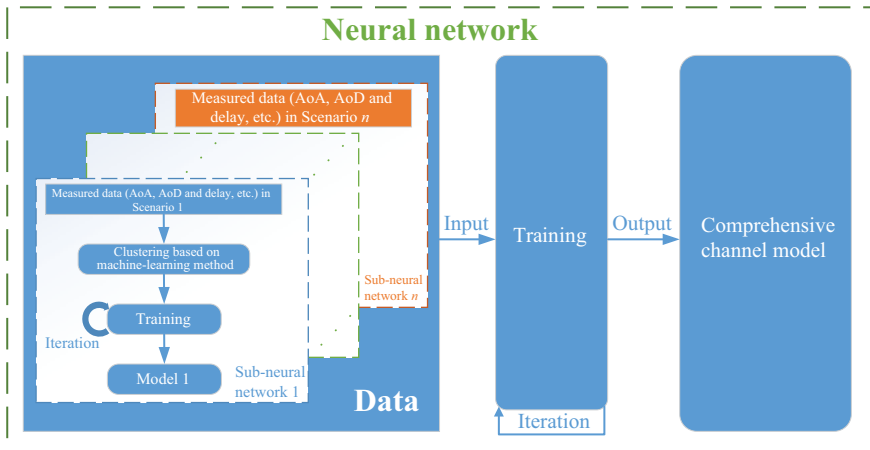 Neural network
Measured data (AoA, AoD and
delay, etc.) in Scenario n
Measured data (AoA, AoD and delay, etc.) in
Scenario 1
Clustering based on
machine-learning method
Training
Iteration
Model 1
Sub-neural
network 1
Sub-neural
network n
Data
Input
Training
Iteration
Output
Comprehensive
channel model